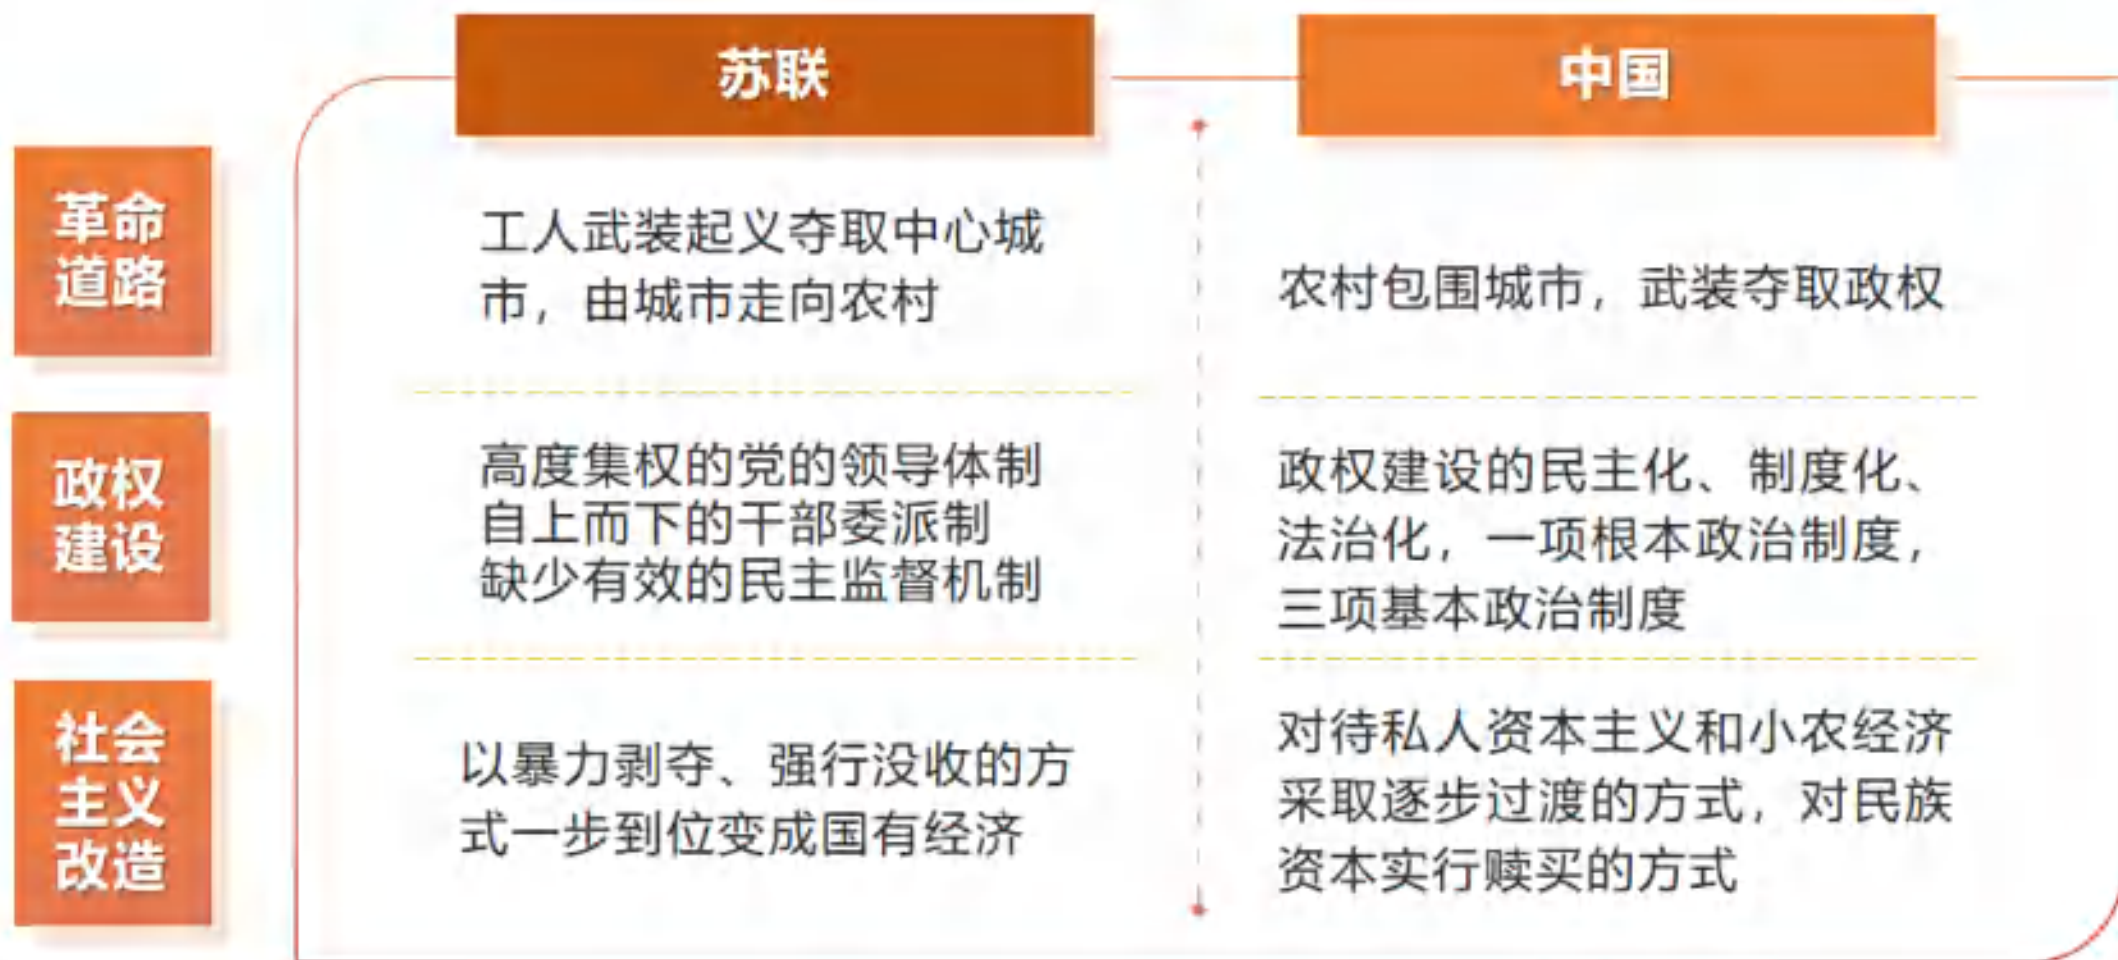 苏联
中国
革命
道路
工人武装起义夺取中心城
市，由城市走向农村
农村包围城市，武装夺取政权
政权
建设
高度集权的党的领导体制
自上而下的干部委派制
缺少有效的民主监督机制
政权建设的民主化、制度化、
法治化，一项根本政治制度，
三项基本政治制度
社会
主义
改造
以暴力剥夺、强行没收的方
式一步到位变成国有经济
对待私人资本主义和小农经济
采取逐步过渡的方式，对民族
资本实行赎买的方式